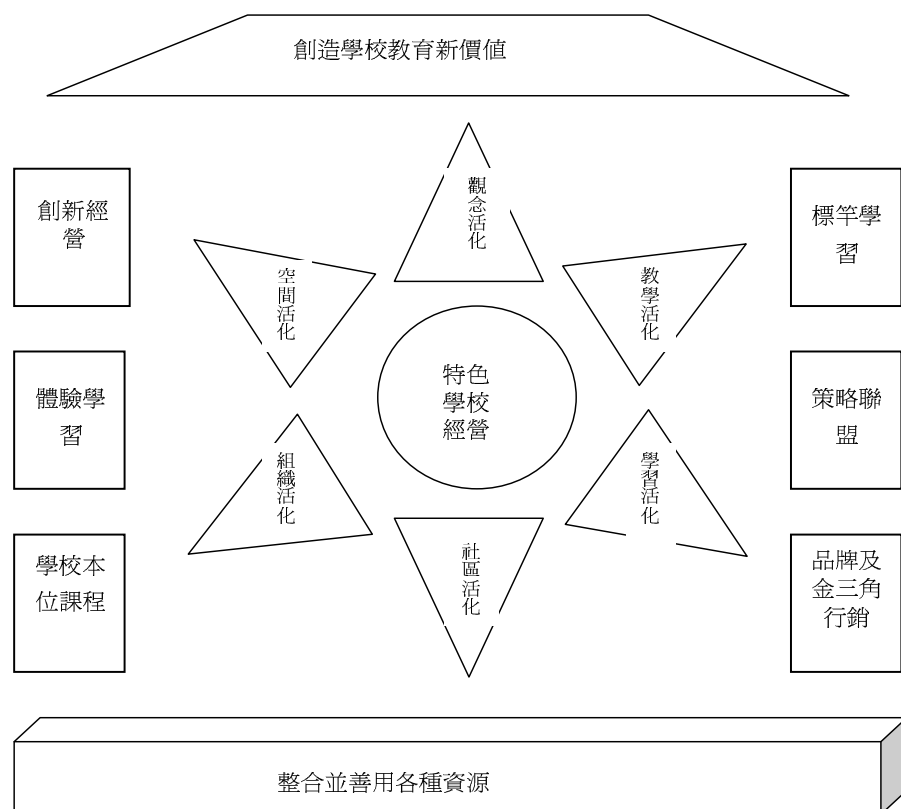 創造學校教育新價值
觀念活化
創新經
營
標竿學
習
空間活化
教學活化
特色
學校
經營
體驗學
習
策略聯
盟
組織活化
學習活化
社區活化
學校本
位課程
品牌及
金三角
行銷
整合並善用各種資源